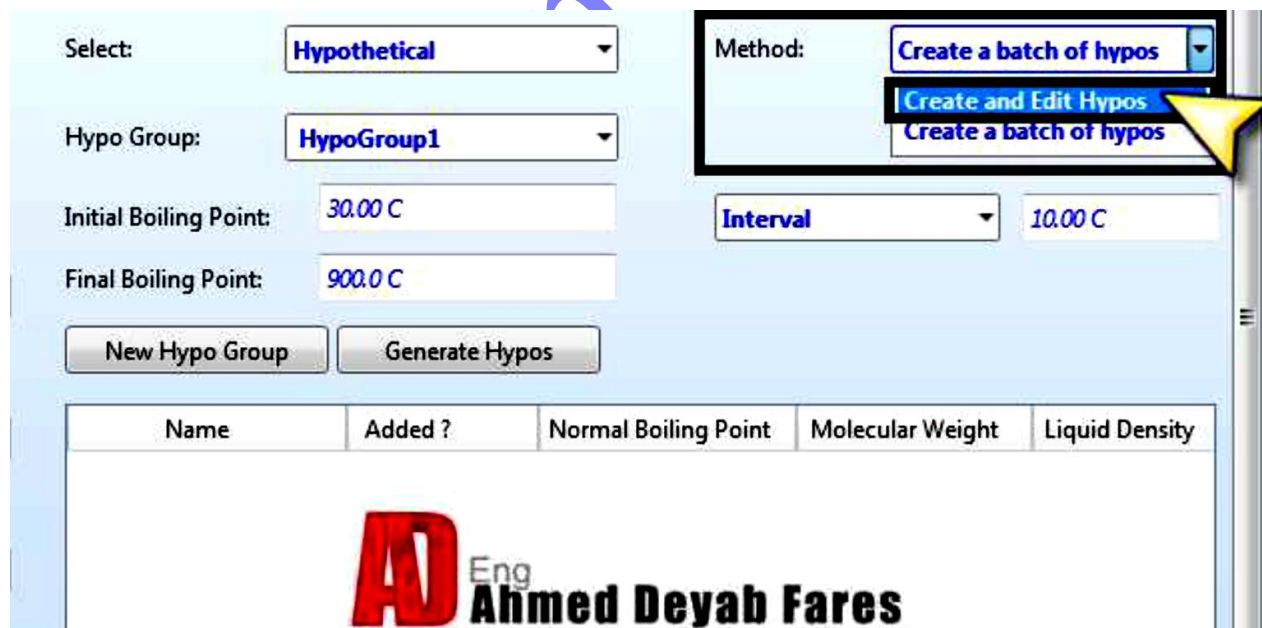 Select: Hypothetical Method: Create a batch of hypos
Create and Edit Hypos
Hypo Group: HypoGroup1 Create a batch of hypos
Initial Boiling Point: 30.00 C Interval 10.00 C
Final Boiling Point: 900.0 C
New Hypo Group Generate Hypos
Name Added ? Normal Boiling Point Molecular Weight Liquid Density
AD Eng
Ahmed Deyab Fares